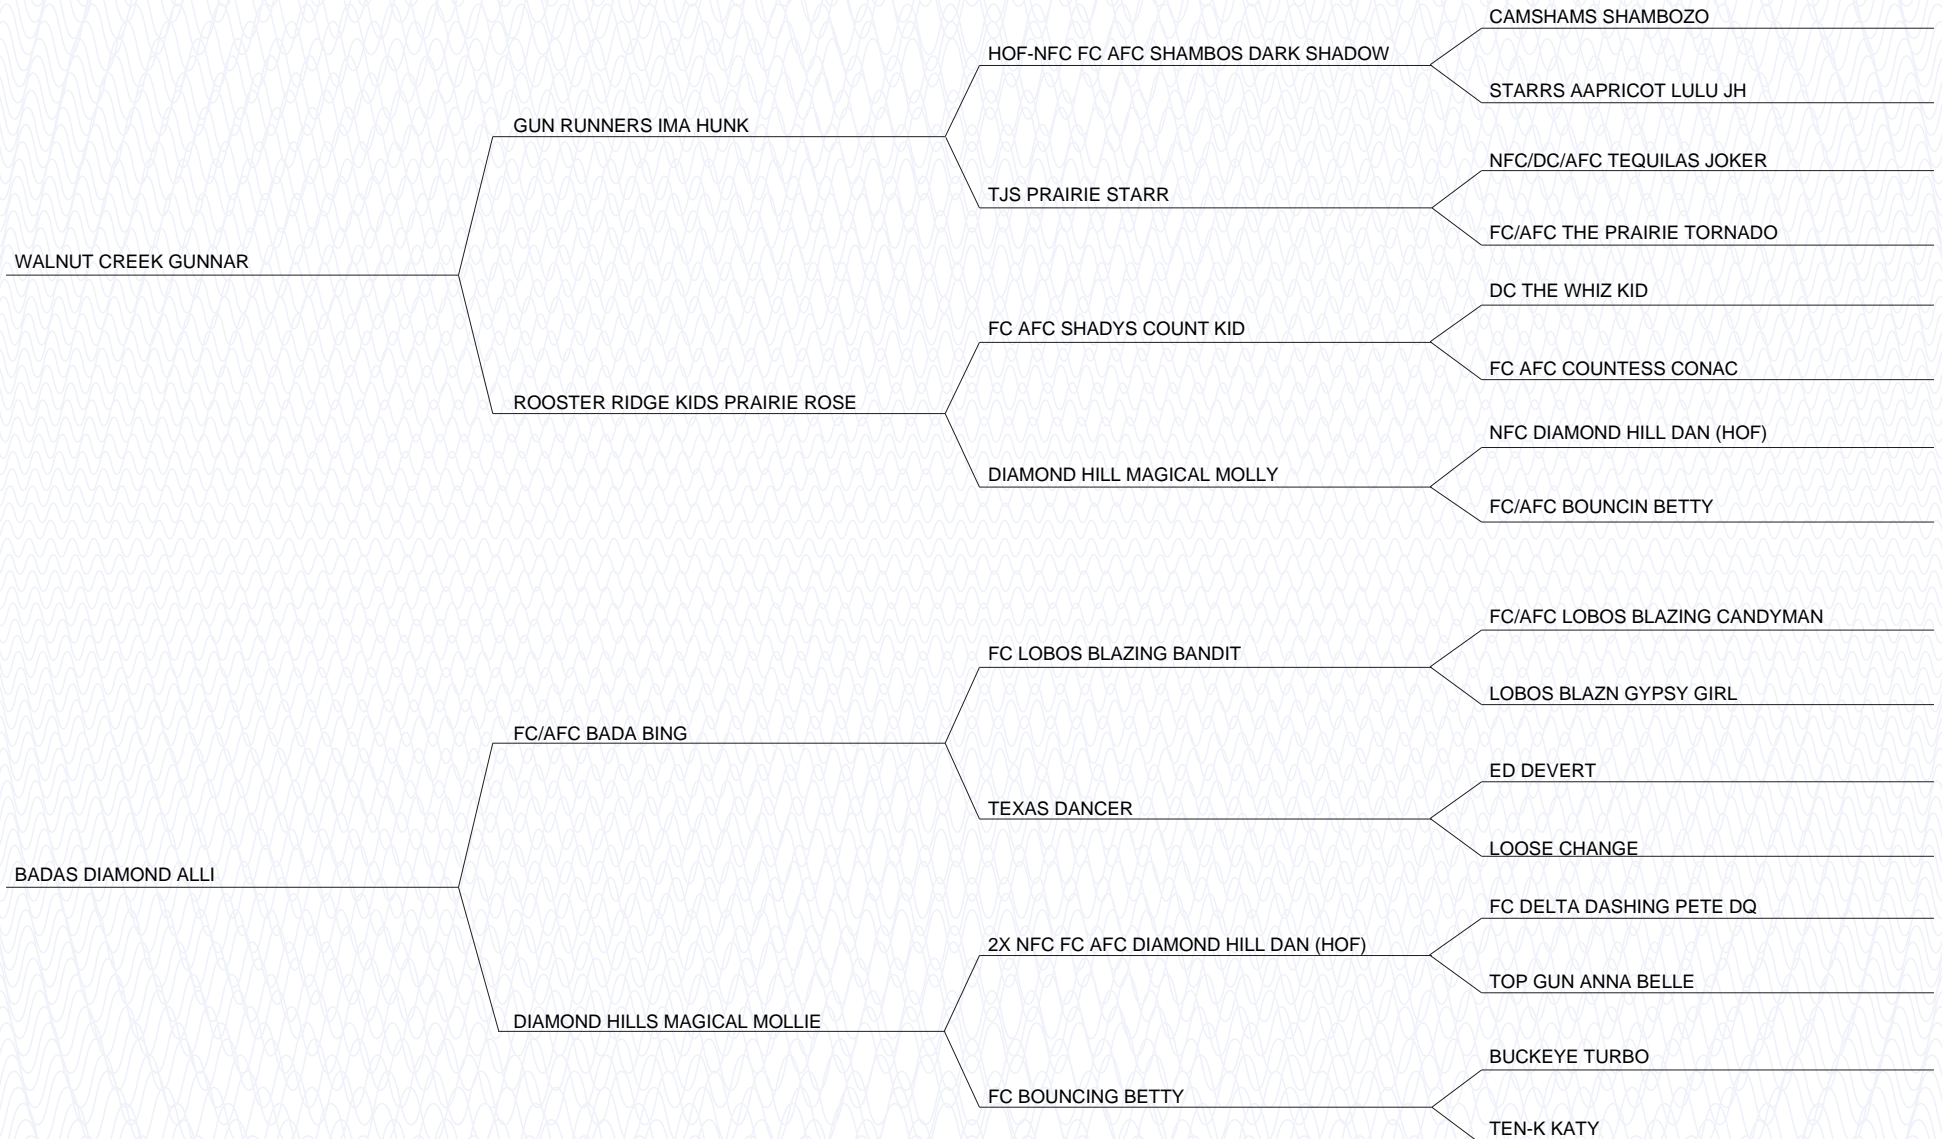 CAMSHAMS SHAMBOZO
HOF-NFC FC AFC SHAMBOS DARK SHADOW
STARRS AAPRICOT LULU JH
GUN RUNNERS IMA HUNK
NFC/DC/AFC TEQUILAS JOKER
TJS PRAIRIE STARR
FC/AFC THE PRAIRIE TORNADO
WALNUT CREEK GUNNAR
DC THE WHIZ KID
FC AFC SHADYS COUNT KID
FC AFC COUNTESS CONAC
ROOSTER RIDGE KIDS PRAIRIE ROSE
NFC DIAMOND HILL DAN (HOF)
DIAMOND HILL MAGICAL MOLLY
FC/AFC BOUNCIN BETTY
FC/AFC LOBOS BLAZING CANDYMAN
FC LOBOS BLAZING BANDIT
LOBOS BLAZN GYPSY GIRL
FC/AFC BADA BING
ED DEVERT
TEXAS DANCER
LOOSE CHANGE
BADAS DIAMOND ALLI
FC DELTA DASHING PETE DQ
2X NFC FC AFC DIAMOND HILL DAN (HOF)
TOP GUN ANNA BELLE
DIAMOND HILLS MAGICAL MOLLIE
BUCKEYE TURBO
FC BOUNCING BETTY
TEN-K KATY